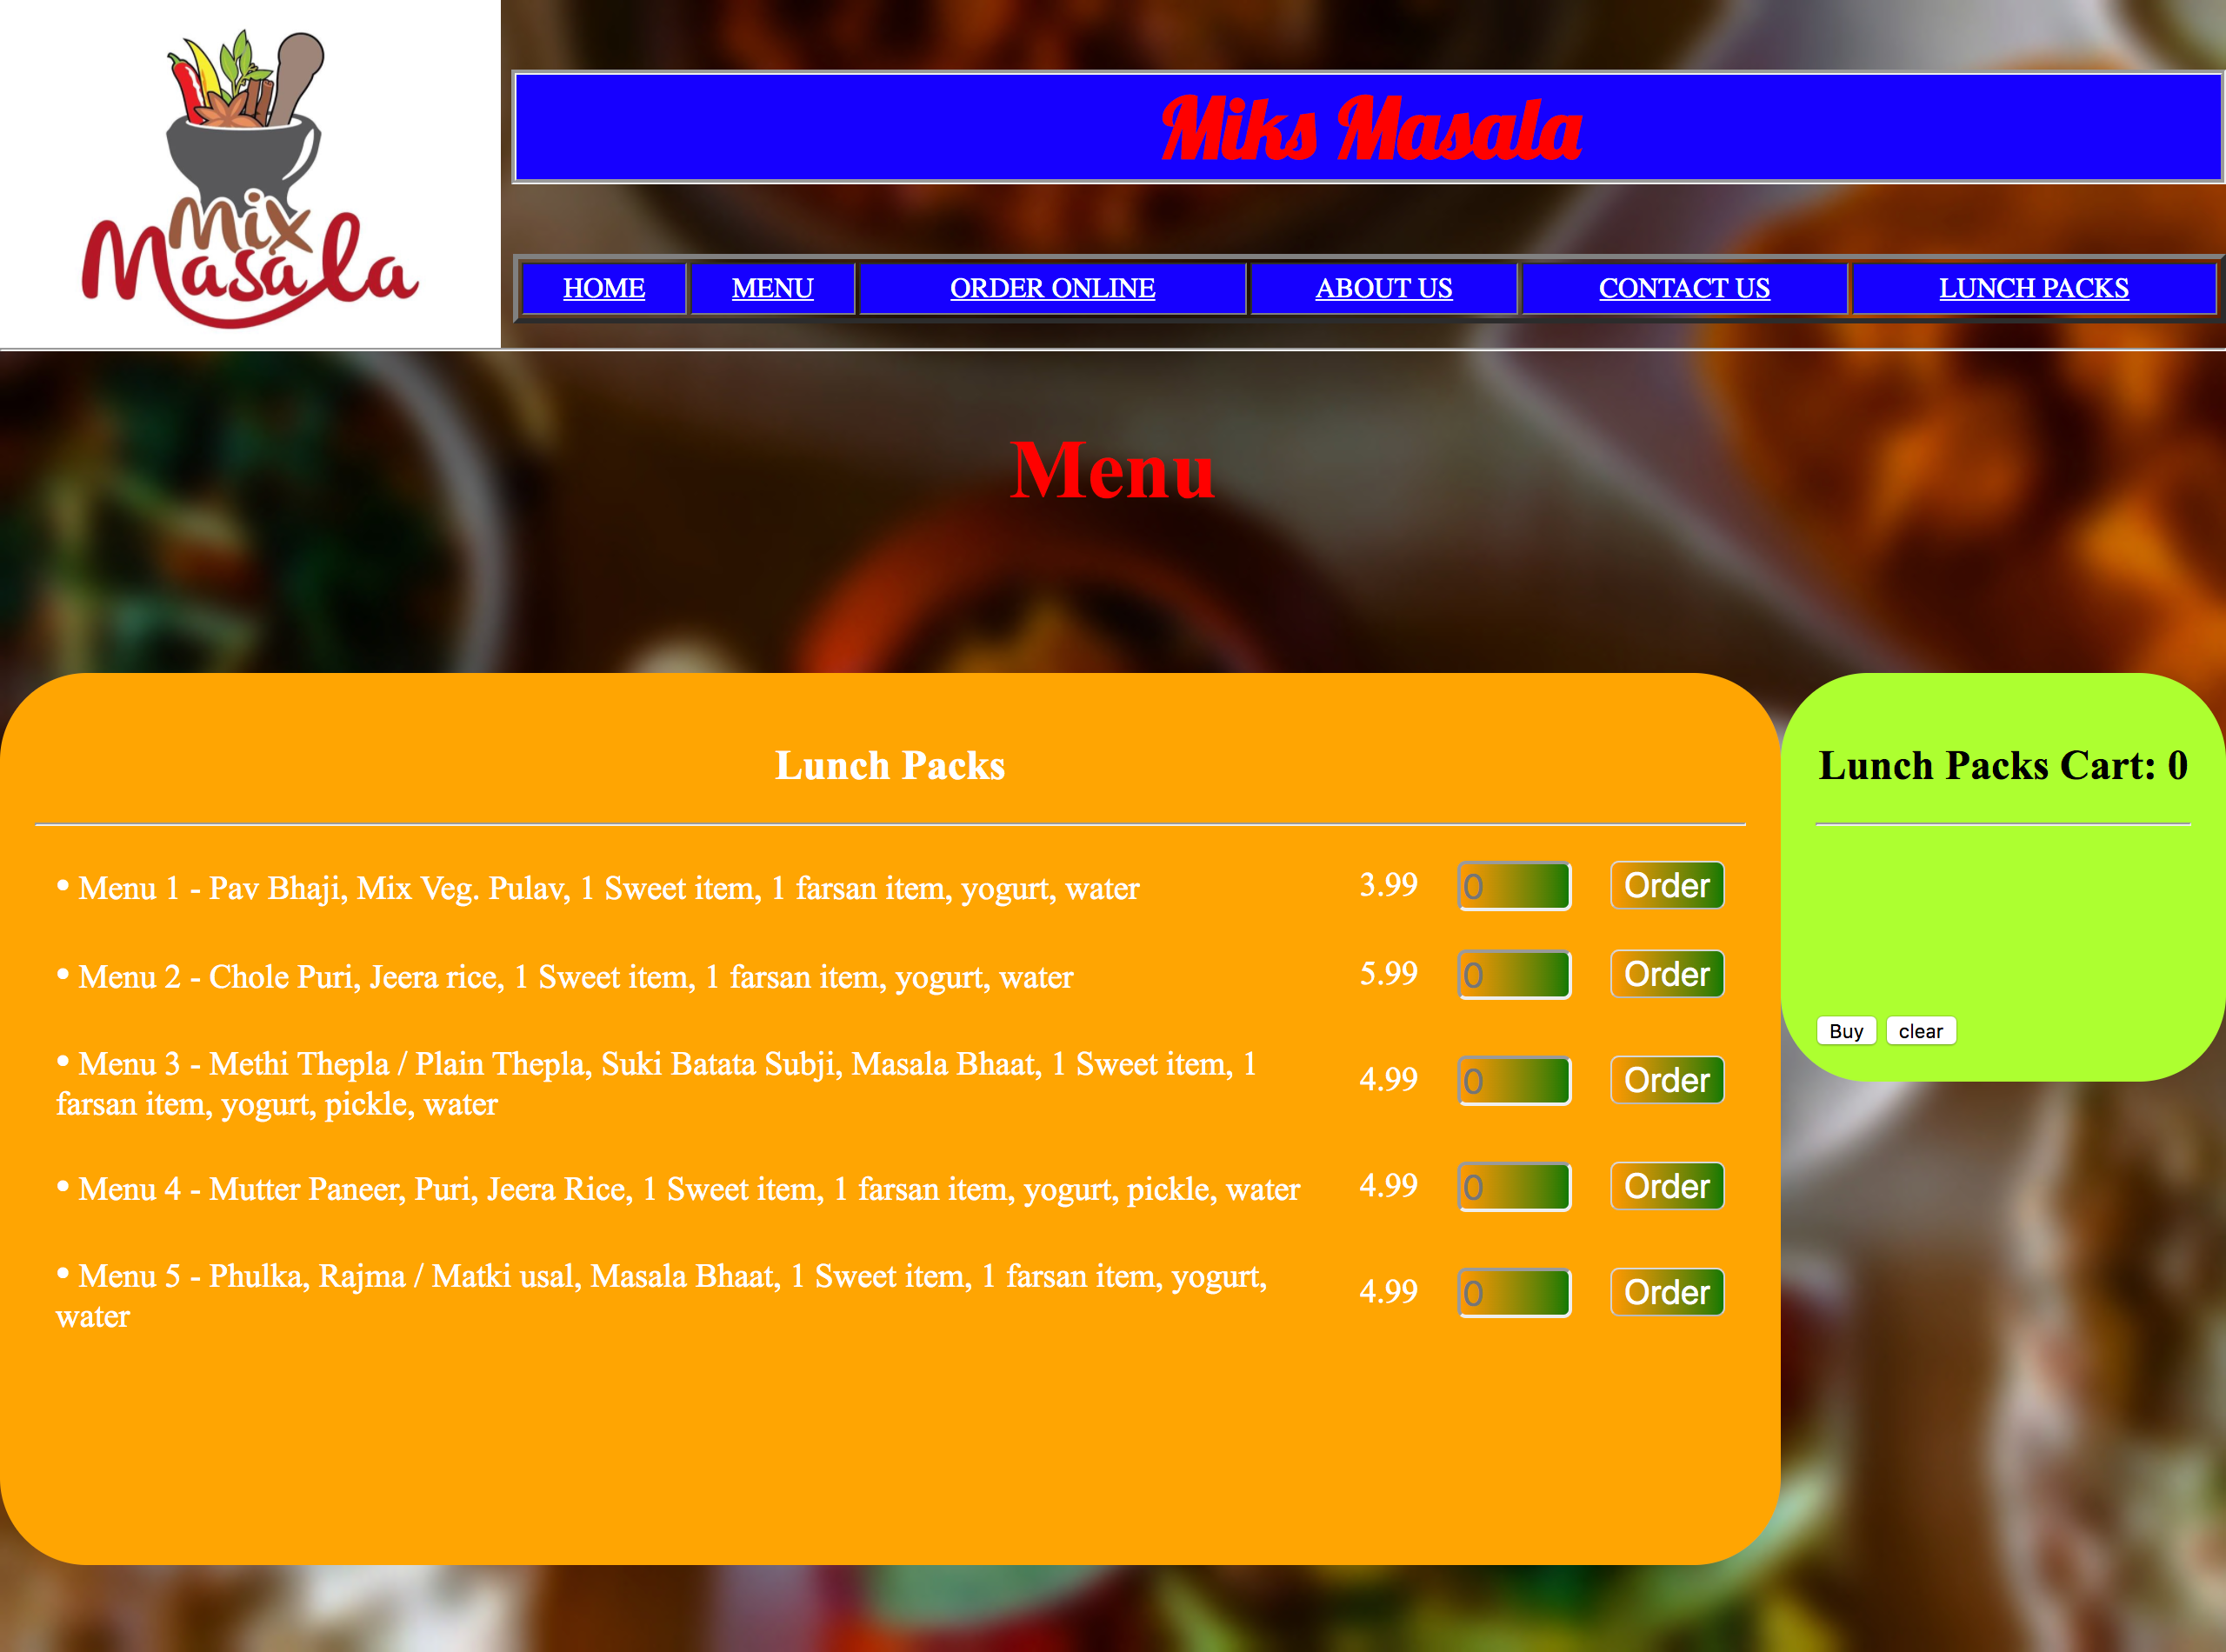 mix
Masala
Miks Masala
HOME MENU ORDER ONLINE ABOUT US CONTACT US LUNCH PACKS
Menu
Lunch Packs
• Menu 1 - Pav Bhaji, Mix Veg. Pulav, 1 Sweet item, 1 farsan item, yogurt, water 3.99 0 Order
• Menu 2 - Chole Puri, Jeera rice, 1 Sweet item, 1 farsan item, yogurt, water 5.99 0 Order
• Menu 3 - Methi Thepla / Plain Thepla, Suki Batata Subji, Masala Bhaat, 1 Sweet item, 1
farsan item, yogurt, pickle, water 4.99 0 Order
• Menu 4 - Mutter Paneer, Puri, Jeera Rice, 1 Sweet item, 1 farsan item, yogurt, pickle, water 4.99 0 Order
• Menu 5 - Phulka, Rajma / Matki usal, Masala Bhaat, 1 Sweet item, 1 farsan item, yogurt,
water 4.99 0 Order
Lunch Packs Cart: 0
Buy clear